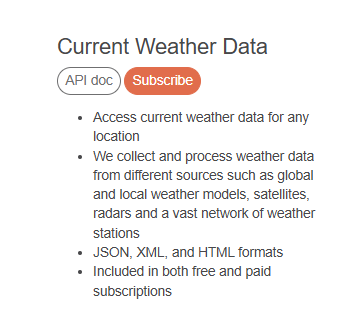 Current Weather Data
API doc Subscribe
• Access current weather data for any
location
• We collect and process weather data
from different sources such as global
and local weather models, satellites,
radars and a vast network of weather
stations
• JSON, XML, and HTML formats
• Included in both free and paid
subscriptions